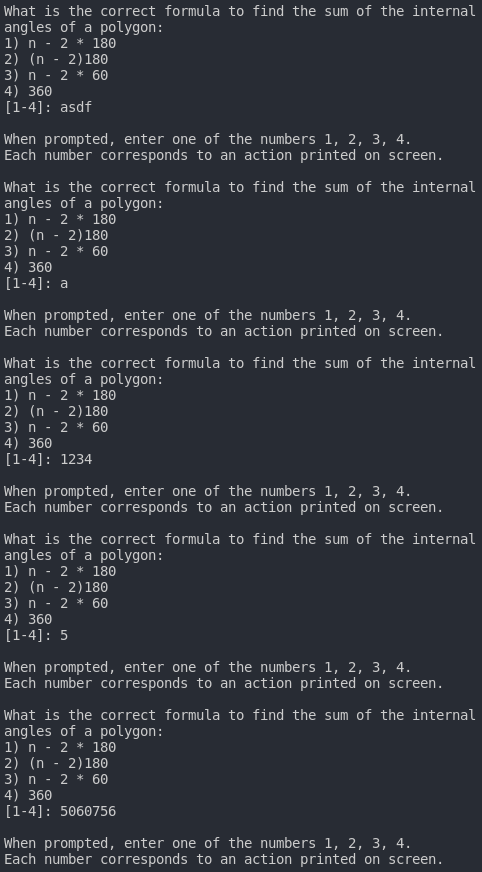 What is the correct formula to find the sum of the internal
angles of a polygon:
1) n - 2 * 180
2) (n - 2)180
3) n - 2 * 60
4) 360
[1-4]: asdf
When prompted, enter one of the numbers 1, 2, 3, 4.
Each number corresponds to an action printed on screen.
What is the correct formula to find the sum of the internal
angles of a polygon:
1) n - 2 * 180
2) (n - 2)180
3) n - 2 * 60
4) 360
[1-4]: a
When prompted, enter one of the numbers 1, 2, 3, 4.
Each number corresponds to an action printed on screen.
What is the correct formula to find the sum of the internal
angles of a polygon:
1) n - 2 * 180
2) (n - 2)180
3) n - 2 * 60
4) 360
[1-4]: 1234
When prompted, enter one of the numbers 1, 2, 3, 4.
Each number corresponds to an action printed on screen.
What is the correct formula to find the sum of the internal
angles of a polygon:
1) n - 2 * 180
2) (n - 2)180
3) n - 2 * 60
4) 360
[1-4]: 5
When prompted, enter one of the numbers 1, 2, 3, 4.
Each number corresponds to an action printed on screen.
What is the correct formula to find the sum of the internal
angles of a polygon:
1) n - 2 * 180
2) (n - 2)180
3) n - 2 * 60
4) 360
[1-4]: 5060756
When prompted, enter one of the numbers 1, 2, 3, 4.
Each number corresponds to an action printed on screen.